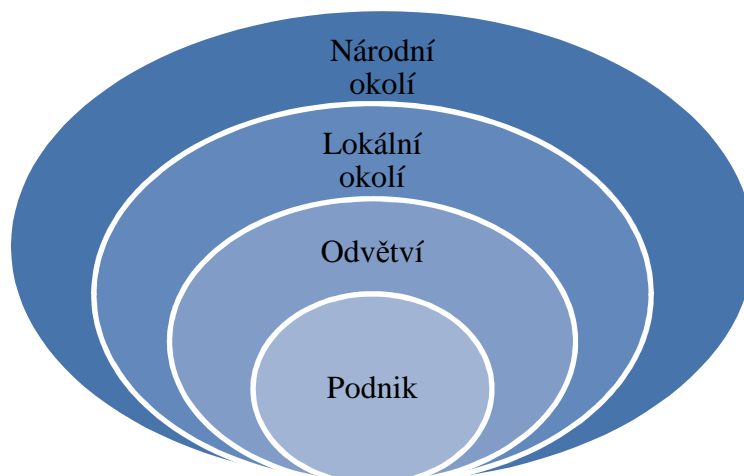 Národní
okolí
Lokální
okolí
Odvětví
Podnik